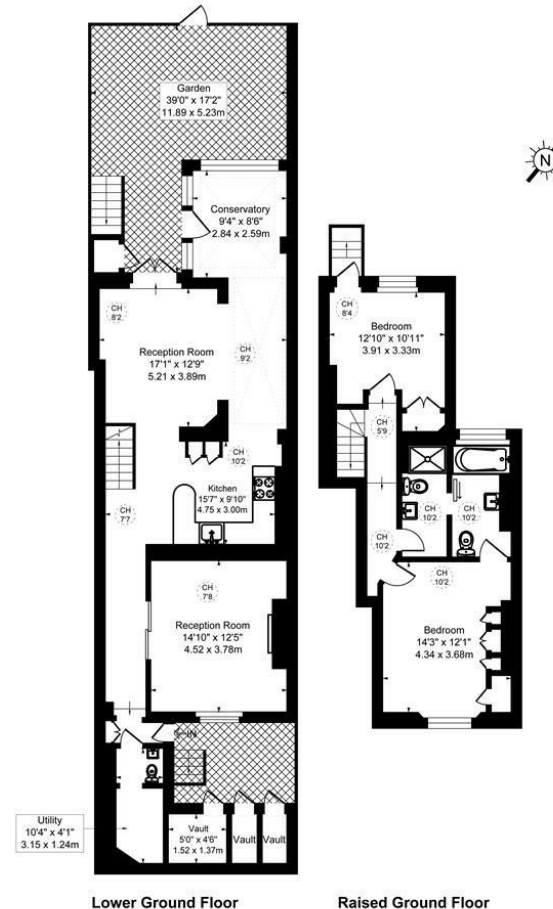 Garden
39'0" x 17'2"
11.89 x 5.23m
N
Conservatory
9'4" x 8'6"
2.84 x 2.59m
CH
8'2
CH
9'2
Reception Room
17'1" x 12'9"
5.21 x 3.89m
CH
10'2
Kitchen
15'7" x 9'10"
4.75 x 3.00m
CH
7'7
CH
7'8
Reception Room
14'10" x 12'5"
4.52 x 3.78m
IN
Utility
10'4" x 4'1"
3.15 x 1.24m
Vault
5'0" x 4'6"
1.52 x 1.37m
Vault
Vault
Lower Ground Floor
CH
8'4
Bedroom
12'10" x 10'11"
3.91 x 3.33m
CH
5'9
CH
10'2
CH
10'2
CH
10'2
CH
10'2
Bedroom
14'3" x 12'1"
4.34 x 3.68m
Raised Ground Floor